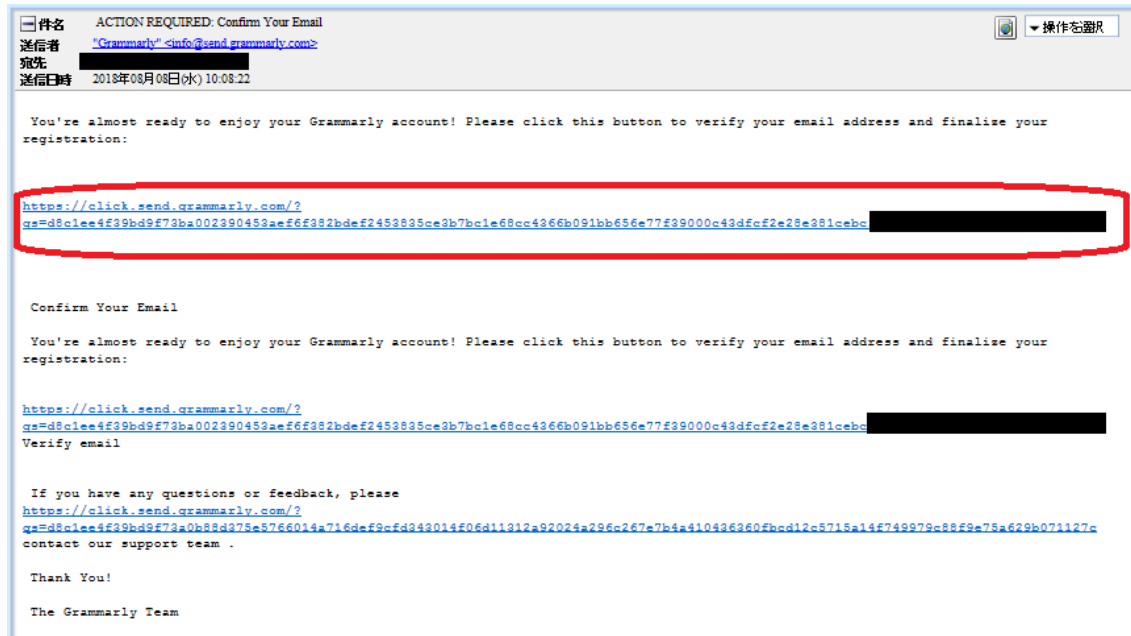 件名 ACTION REQUIRED: Confirm Your Email
▼操作を選択
送信者 "Grammarly" <info@send.grammarly.com>
宛先
送信日時 2018年08月08日(水) 10:08:22
You're almost ready to enjoy your Grammarly account! Please click this button to verify your email address and finalize your
registration:
https://click.send.grammarly.com/?
qs=d8c1ee4f39bd9f73ba002390453aef6f382bdef2453835ce3b7bc1e68cc4366b091bb656e77f39000c43dfcf2e28e381cebc
Confirm Your Email
You're almost ready to enjoy your Grammarly account! Please click this button to verify your email address and finalize your
registration:
https://click.send.grammarly.com/?
qs=d8c1ee4f39bd9f73ba002390453aef6f382bdef2453835ce3b7bc1e68cc4366b091bb656e77f39000c43dfcf2e28e381cebc
Verify email
If you have any questions or feedback, please
https://click.send.grammarly.com/?
qs=d8c1ee4f39bd9f73a0b88d375e5766014a716def9cfd343014f06d11312a92024a296c267e7b4a410436360fbcd12c5715a14f749979c88f9e75a629b071127c
contact our support team .
Thank You!
The Grammarly Team